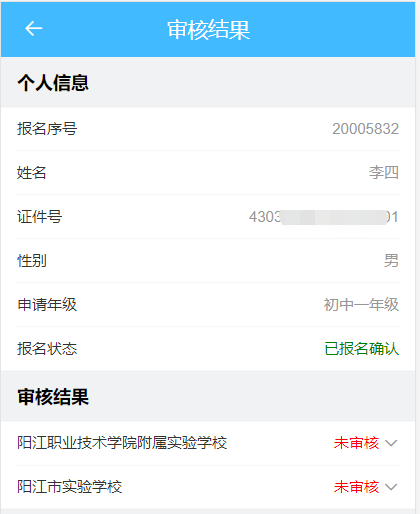 审核结果
个人信息
报名序号 20005832
姓名 李四
证件号 4303 01
性别 男
申请年级 初中一年级
报名状态 已报名确认
审核结果
阳江职业技术学院附属实验学校 未审核
阳江市实验学校 未审核